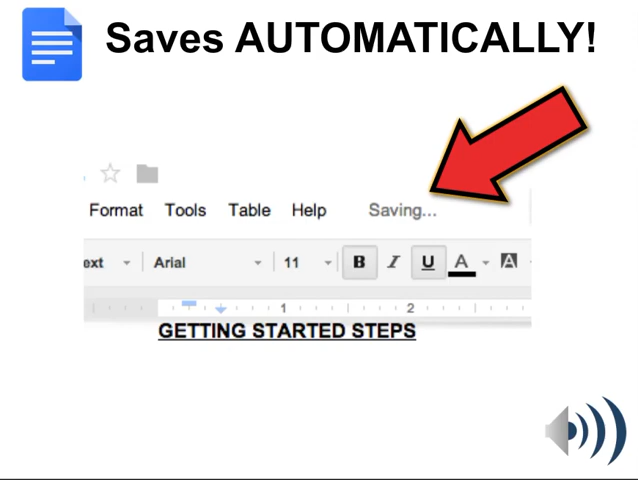 Saves AUTOMATICALLY!
Format Tools Table Help Saving...
ext Arial 11 B I U A A
1 2
GETTING STARTED STEPS